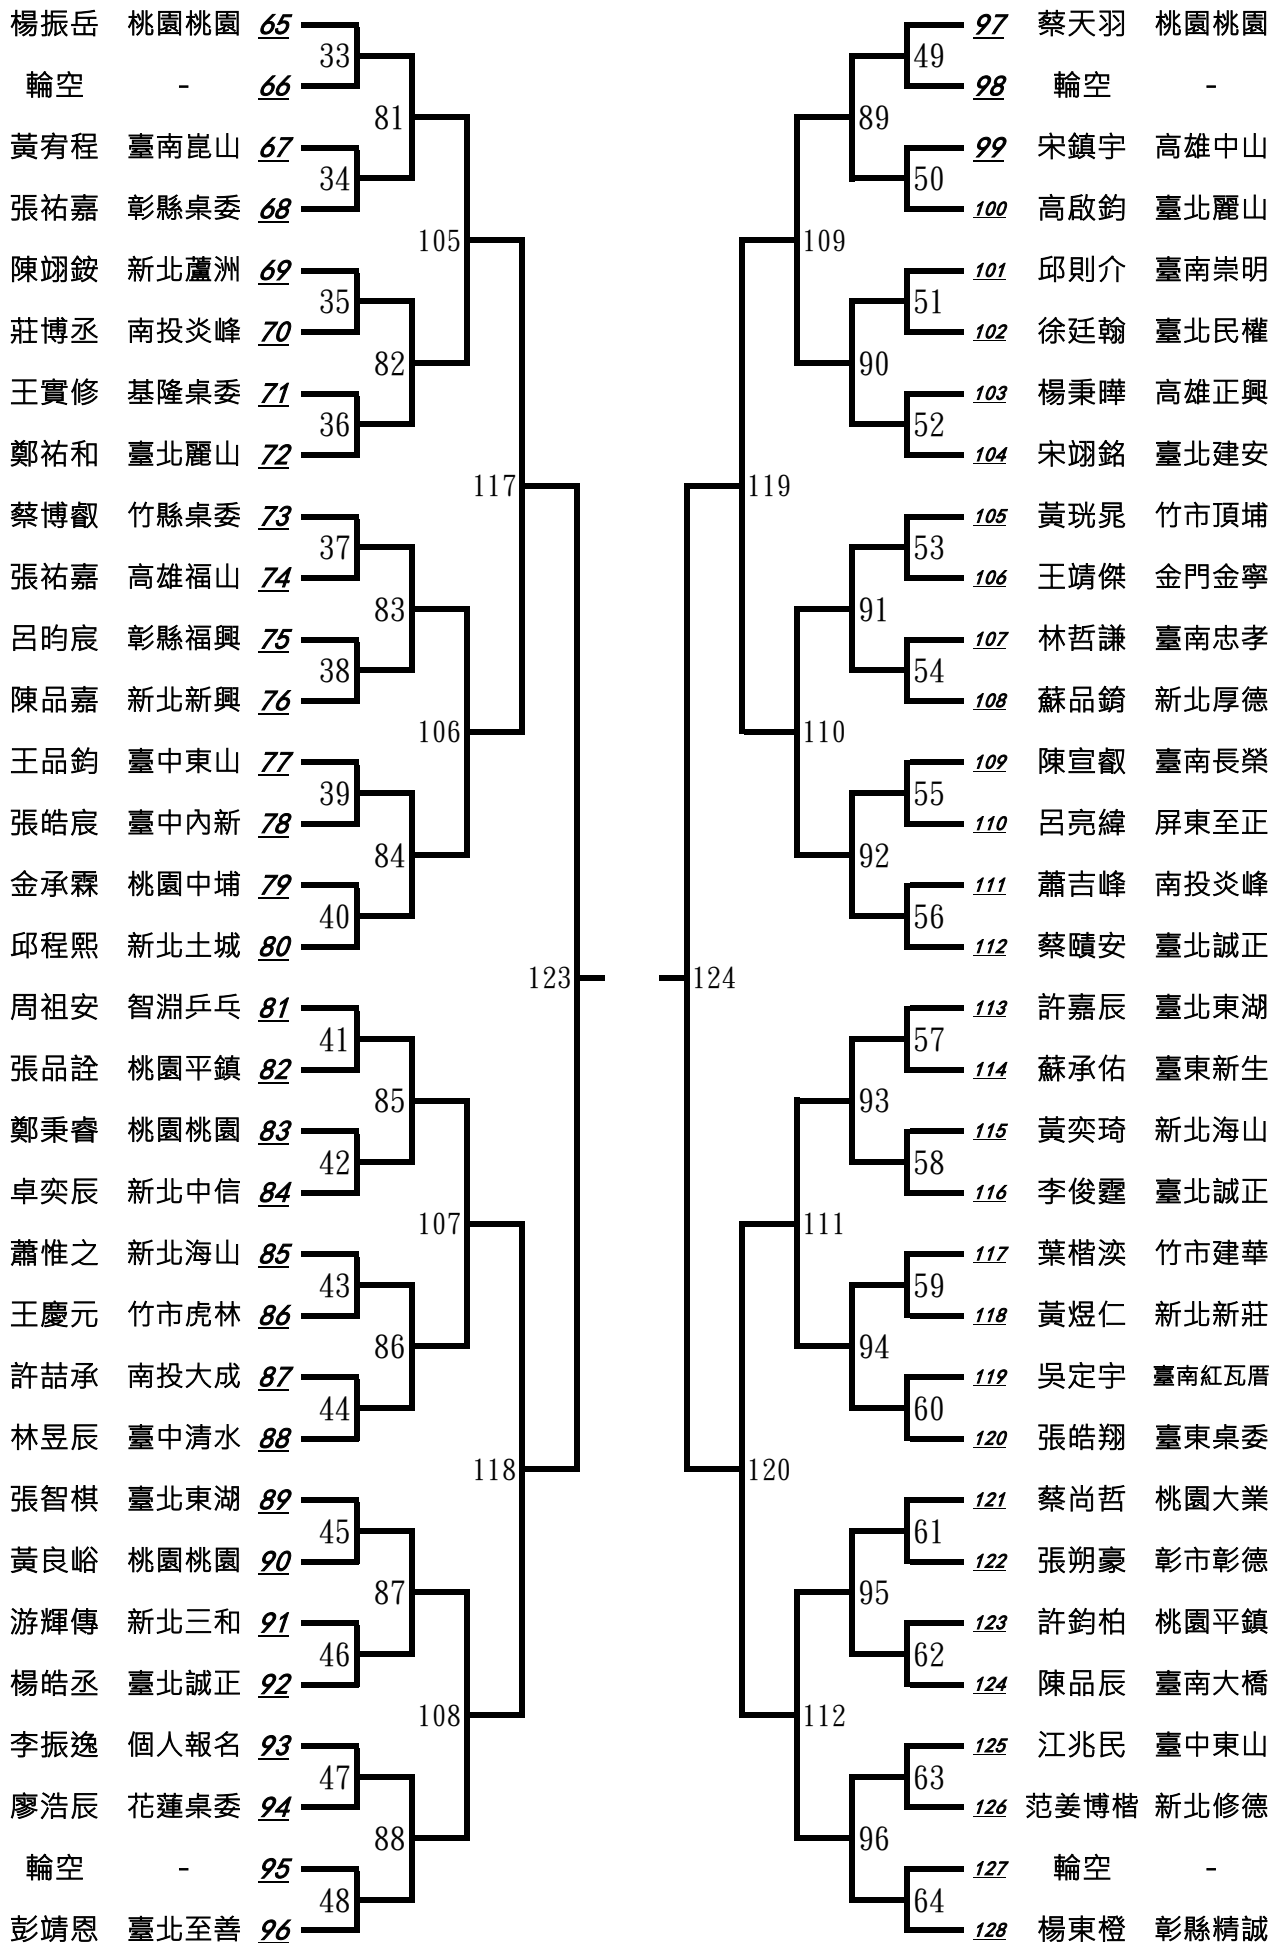 楊振岳 桃園桃園 65 97 蔡天羽 桃園桃園
33 49
輪空 - 66 98 輪空 -
81 89
黃宥程 臺南崑山 67 99 宋鎮宇 高雄中山
34 50
張祐嘉 彰縣桌委 68 100 高啟鈞 臺北麗山
105 109
陳翊銨 新北蘆洲 69 101 邱則介 臺南崇明
35 51
莊博丞 南投炎峰 70 102 徐廷翰 臺北民權
82 90
王實修 基隆桌委 71 103 楊秉曄 高雄正興
36 52
鄭祐和 臺北麗山 72 104 宋翊銘 臺北建安
117 119
蔡博叡 竹縣桌委 73 105 黃珖晁 竹市頂埔
37 53
張祐嘉 高雄福山 74 106 王靖傑 金門金寧
83 91
呂昀宸 彰縣福興 75 107 林哲謙 臺南忠孝
38 54
陳品嘉 新北新興 76 108 蘇品錥 新北厚德
106 110
王品鈞 臺中東山 77 109 陳宣叡 臺南長榮
39 55
張皓宸 臺中內新 78 110 呂亮緯 屏東至正
84 92
金承霖 桃園中埔 79 111 蕭吉峰 南投炎峰
40 56
邱程熙 新北土城 80 112 蔡賾安 臺北誠正
123 124
周祖安 智淵乒乓 81 113 許嘉辰 臺北東湖
41 57
張品詮 桃園平鎮 82 114 蘇承佑 臺東新生
85 93
鄭秉睿 桃園桃園 83 115 黃奕琦 新北海山
42 58
卓奕辰 新北中信 84 116 李俊霆 臺北誠正
107 111
蕭惟之 新北海山 85 117 葉楷渜 竹市建華
43 59
王慶元 竹市虎林 86 118 黃煜仁 新北新莊
86 94
許喆承 南投大成 87 119 吳定宇 臺南紅瓦厝
44 60
林昱辰 臺中清水 88 120 張皓翔 臺東桌委
118 120
張智棋 臺北東湖 89 121 蔡尚哲 桃園大業
45 61
黃良峪 桃園桃園 90 122 張朔豪 彰市彰德
87 95
游輝傳 新北三和 91 123 許鈞柏 桃園平鎮
46 62
楊皓丞 臺北誠正 92 124 陳品辰 臺南大橋
108 112
李振逸 個人報名 93 125 江兆民 臺中東山
47 63
廖浩辰 花蓮桌委 94 126 范姜博楷 新北修德
88 96
輪空 - 95 127 輪空 -
48 64
彭靖恩 臺北至善 96 128 楊東橙 彰縣精誠